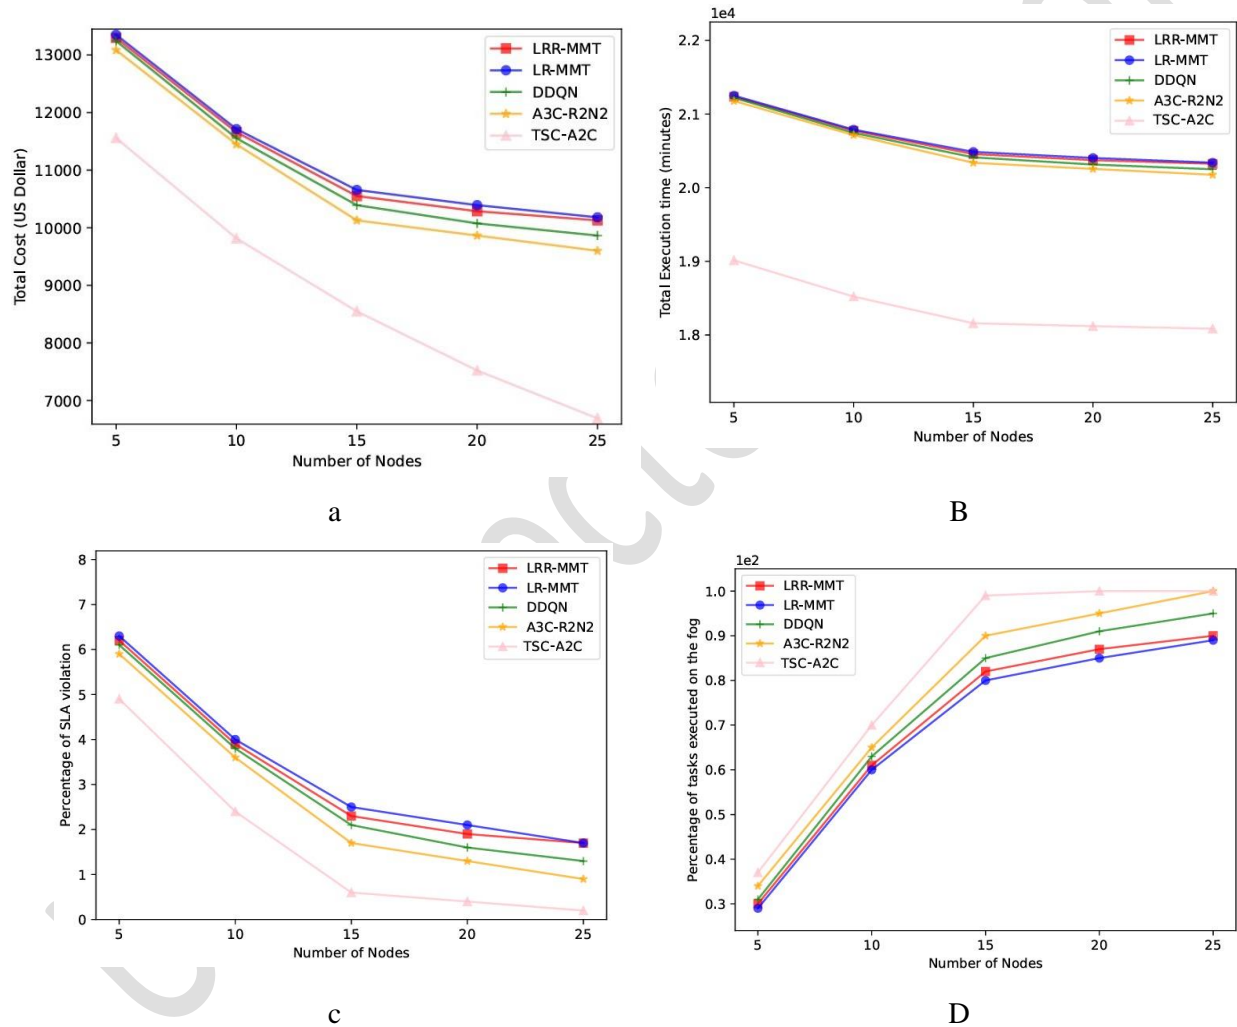 13000
12000
11000
10000
9000
8000
7000
Total Cost (US Dollar)
LRR-MMT
LR-MMT
DDQN
A3C-R2N2
TSC-A2C
5 10 15 20 25
Number of Nodes
a
1e4
2.2
2.1
2.0
1.9
1.8
Total Execution time (minutes)
LRR-MMT
LR-MMT
DDQN
A3C-R2N2
TSC-A2C
5 10 15 20 25
Number of Nodes
B
8
7
6
5
4
3
2
1
0
Percentage of SLA violation
LRR-MMT
LR-MMT
DDQN
A3C-R2N2
TSC-A2C
5 10 15 20 25
Number of Nodes
c
1e2
1.0
0.9
0.8
0.7
0.6
0.5
0.4
0.3
Percentage of tasks executed on the fog
LRR-MMT
LR-MMT
DDQN
A3C-R2N2
TSC-A2C
5 10 15 20 25
Number of Nodes
D